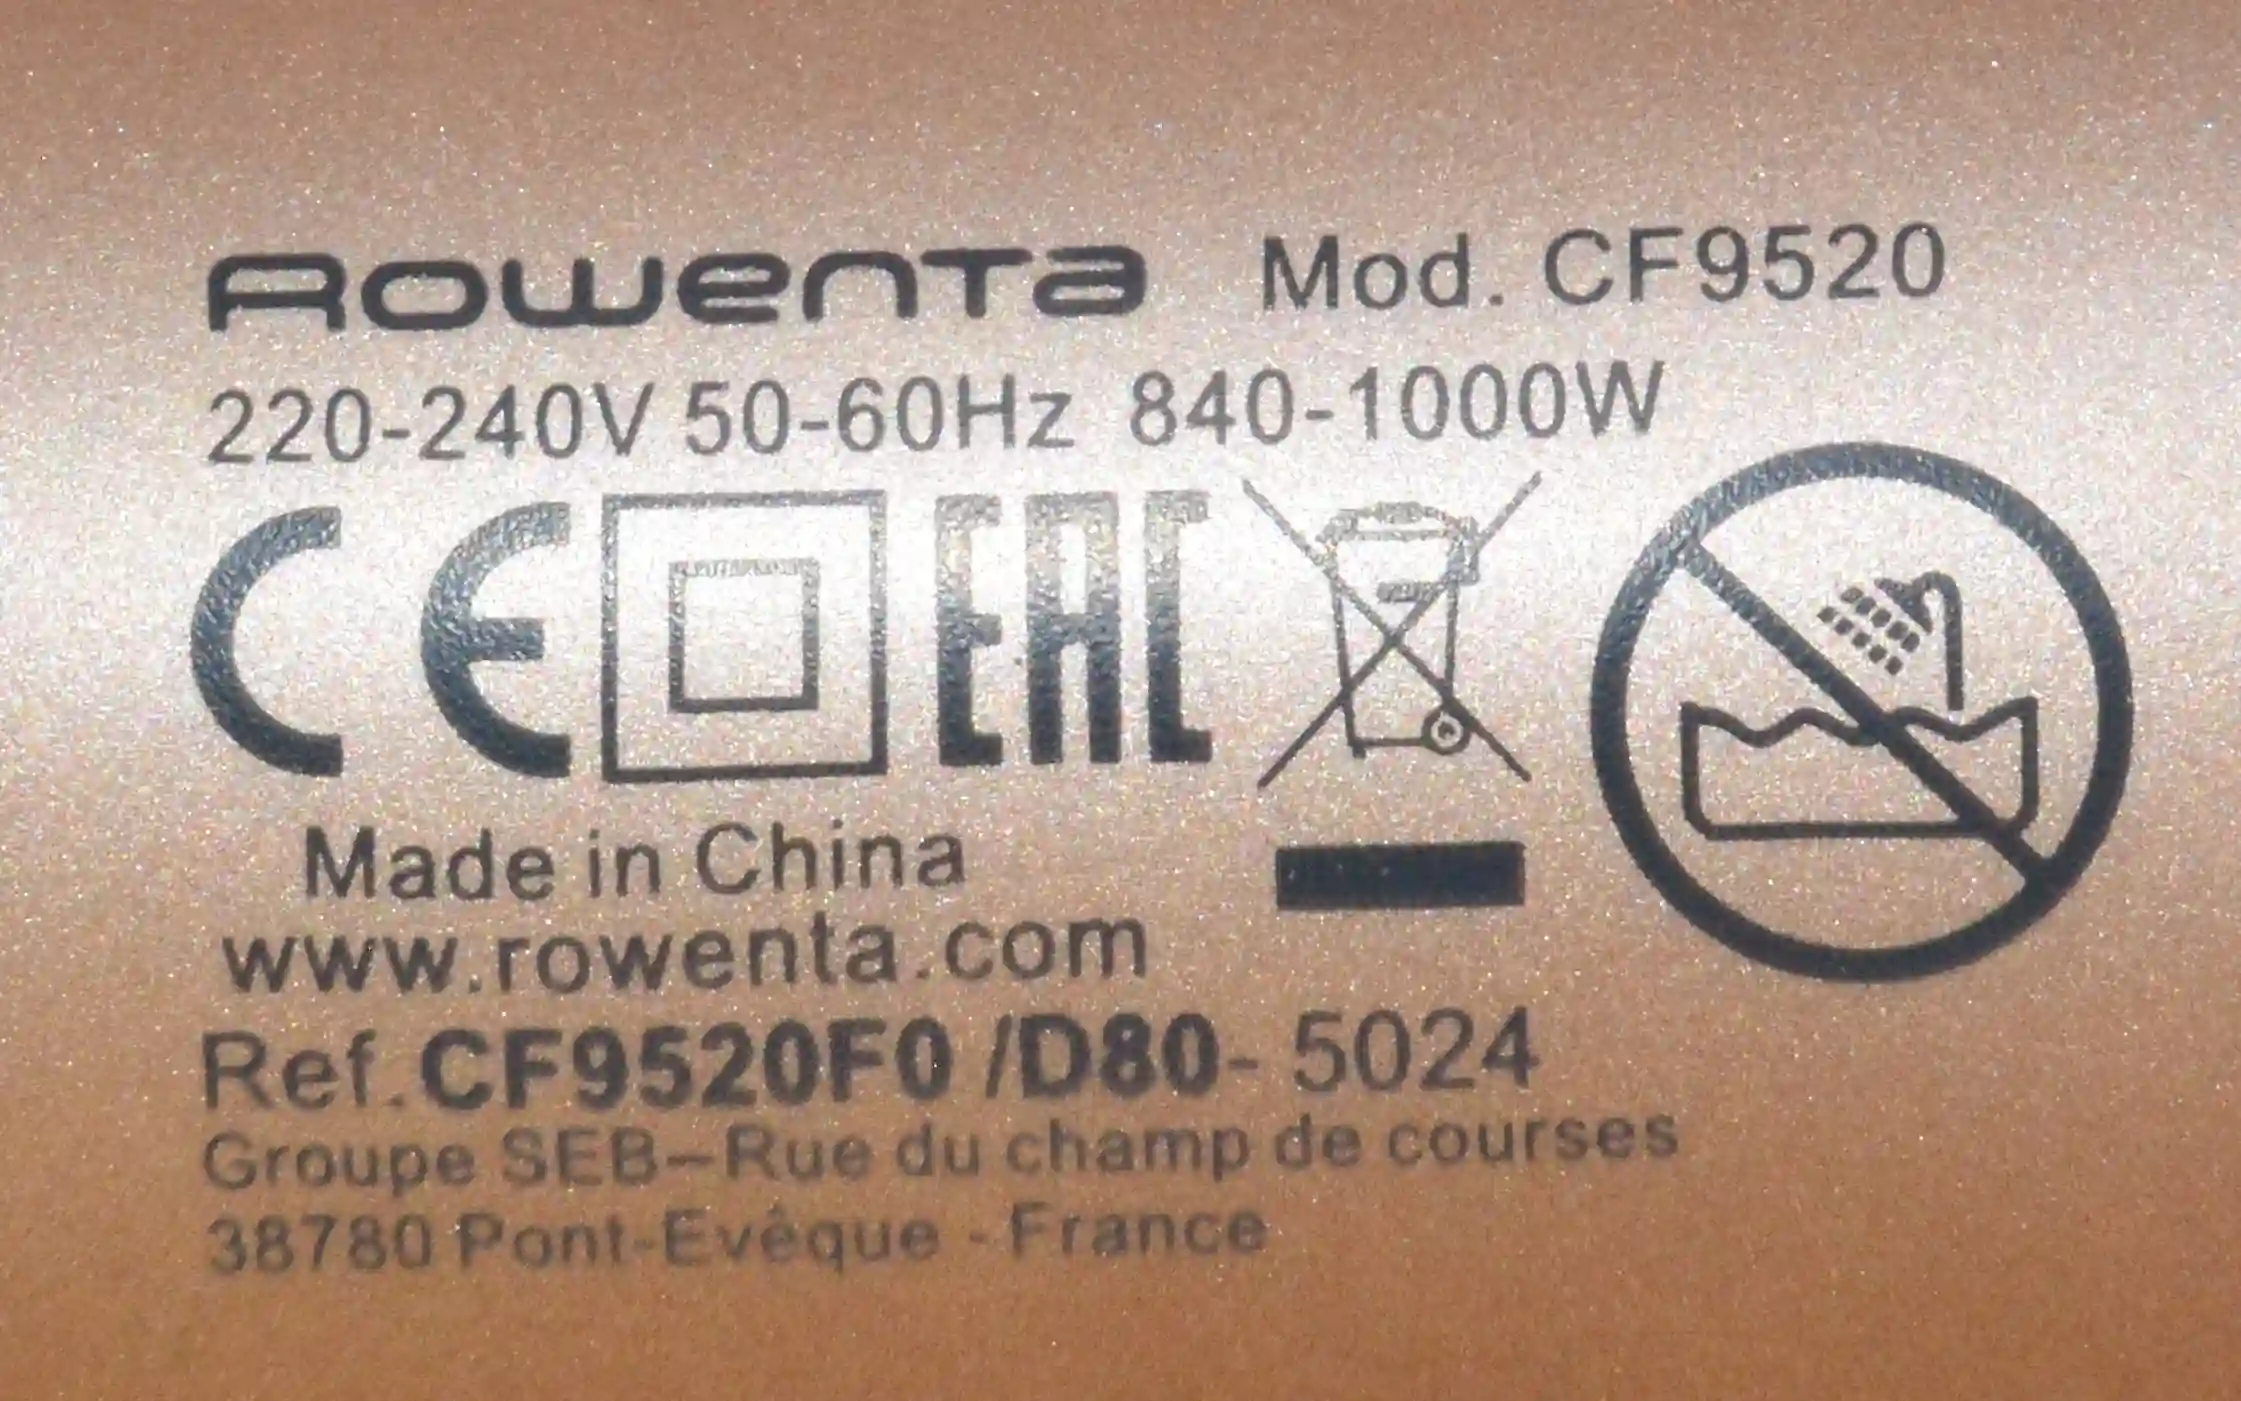 Rowenta Mod. CF9520
220-240V 50-60Hz 840-1000W
CE EAC
Made in China
www.rowenta.com
Ref.CF9520F0 /D80- 5024
Groupe SEB–Rue du champ de courses
38780 Pont-Evêque - France